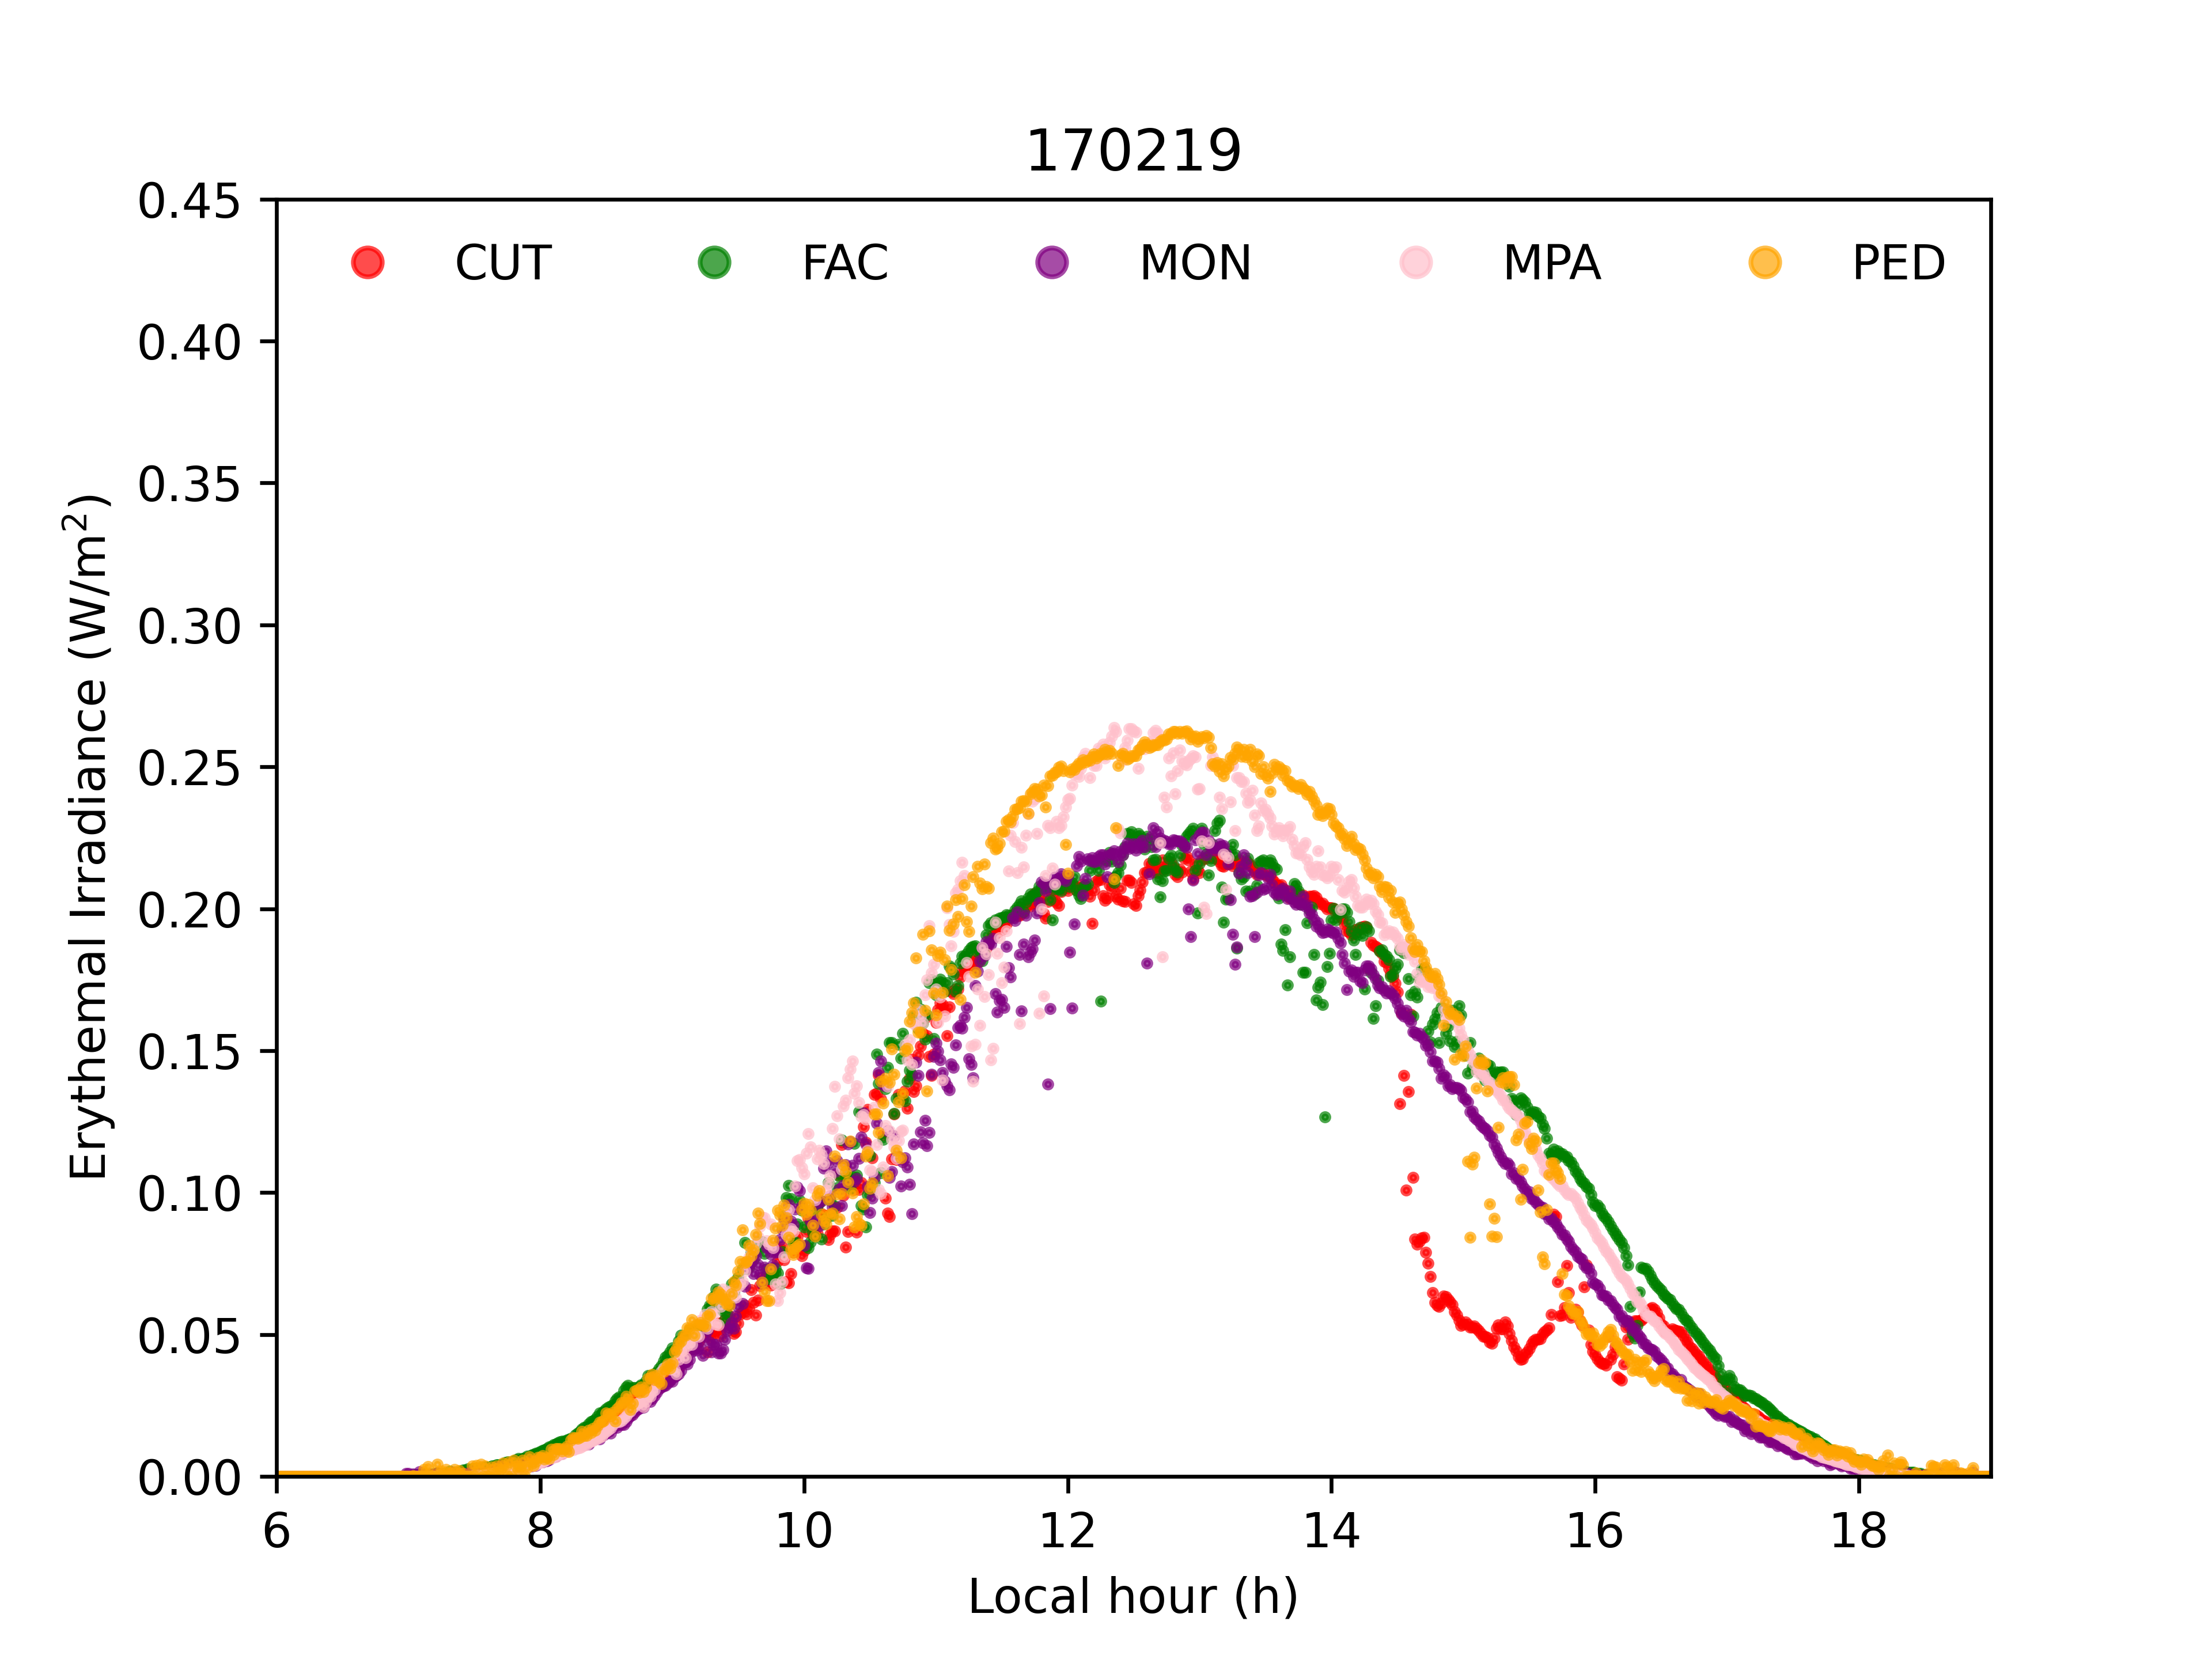 170219
CUT FAC MON MPA PED
0.45
0.40
0.35
0.30
0.25
0.20
0.15
0.10
0.05
0.00
Erythemal Irradiance (W/m²)
6 8 10 12 14 16 18
Local hour (h)